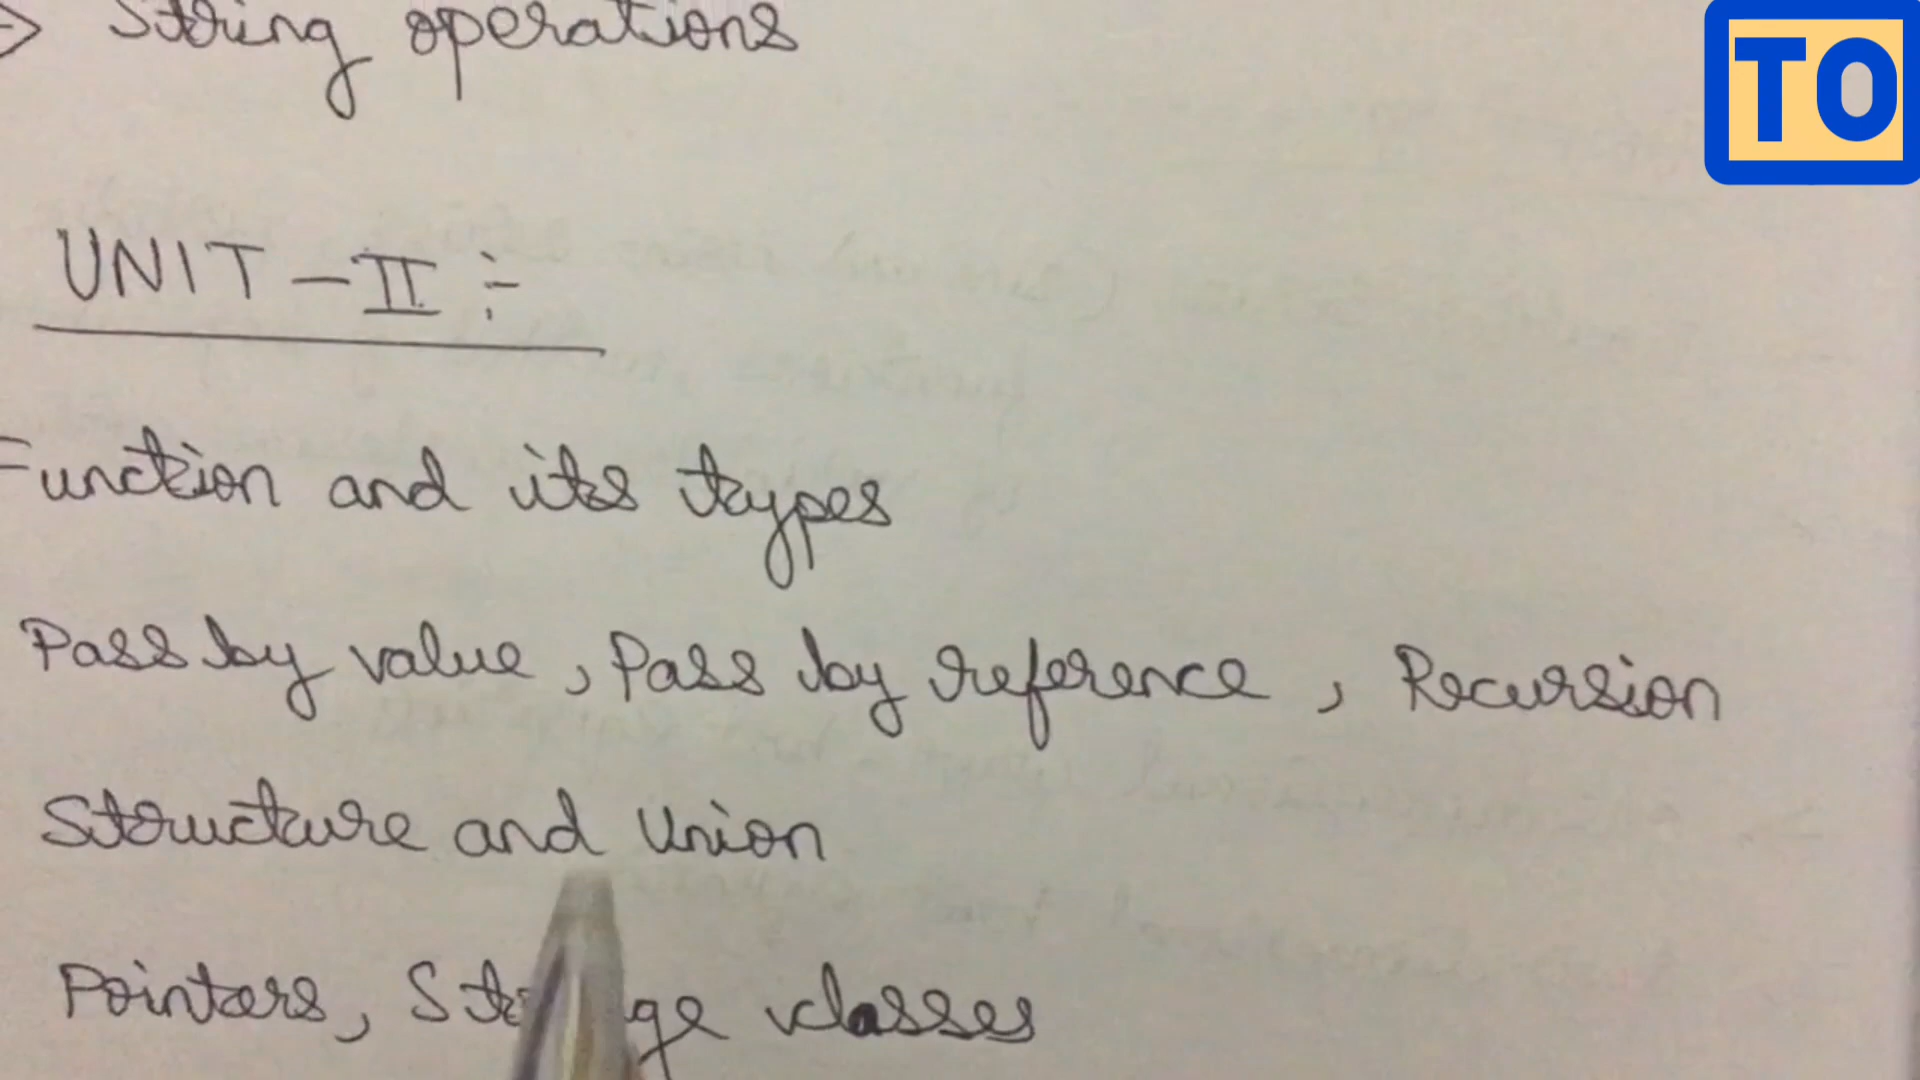 → String operations
TO
UNIT - II :-
Function and its types
Pass by value, Pass by reference, Recursion
Structure and Union
Pointers, classes